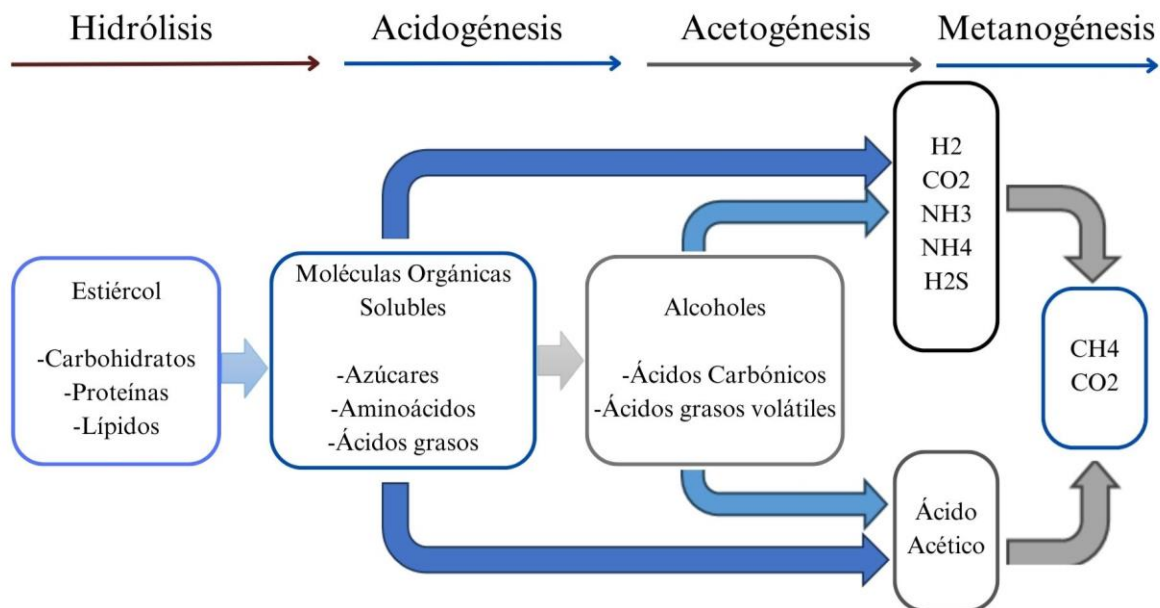 Hidrólisis
Acidogénesis
Acetogénesis
Metanogénesis
Estiércol
-Carbohidratos
-Proteínas
-Lípidos
Moléculas Orgánicas
Solubles
-Azúcares
-Aminoácidos
-Ácidos grasos
Alcoholes
-Ácidos Carbónicos
-Ácidos grasos volátiles
H2
CO2
NH3
NH4
H2S
Ácido
Acético
CH4
CO2